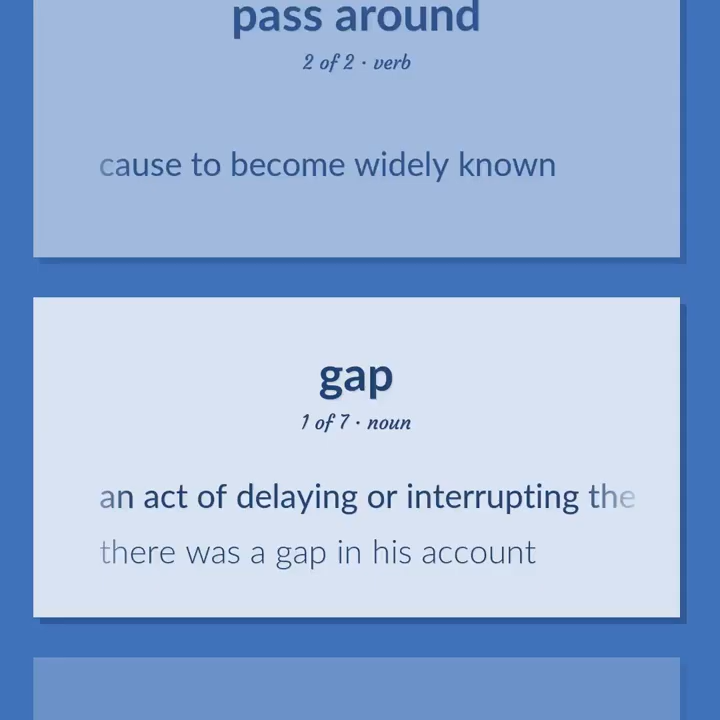 pass around
2 of 2 · verb
cause to become widely known
gap
1 of 7 · noun
an act of delaying or interrupting the
there was a gap in his account